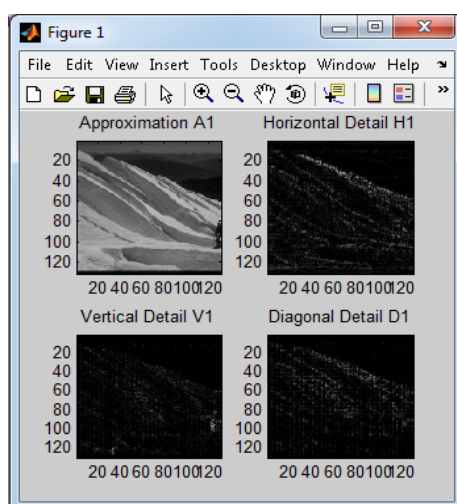 Figure 1
File Edit View Insert Tools Desktop Window Help
Approximation A1
Horizontal Detail H1
20
40
60
80
100
120
20 40 60 80100120
20
40
60
80
100
120
20 40 60 80100120
Vertical Detail V1
Diagonal Detail D1
20
40
60
80
100
120
20 40 60 80100120
20
40
60
80
100
120
20 40 60 80100120